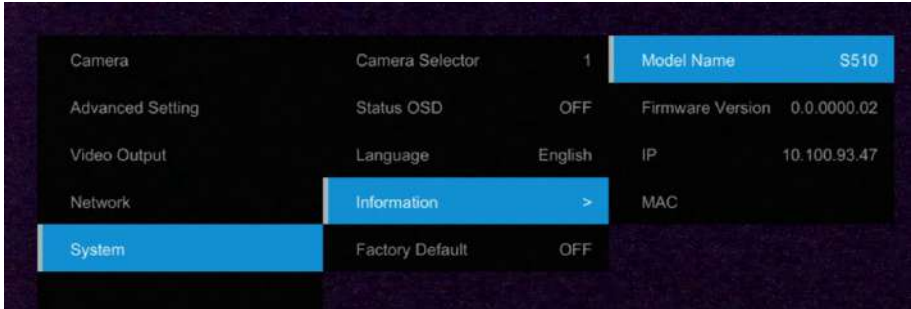 Camera
Advanced Setting
Video Output
Network
System
Camera Selector 1
Status OSD OFF
Language English
Information >
Factory Default OFF
Model Name S510
Firmware Version 0.0.0000.02
IP 10.100.93.47
MAC